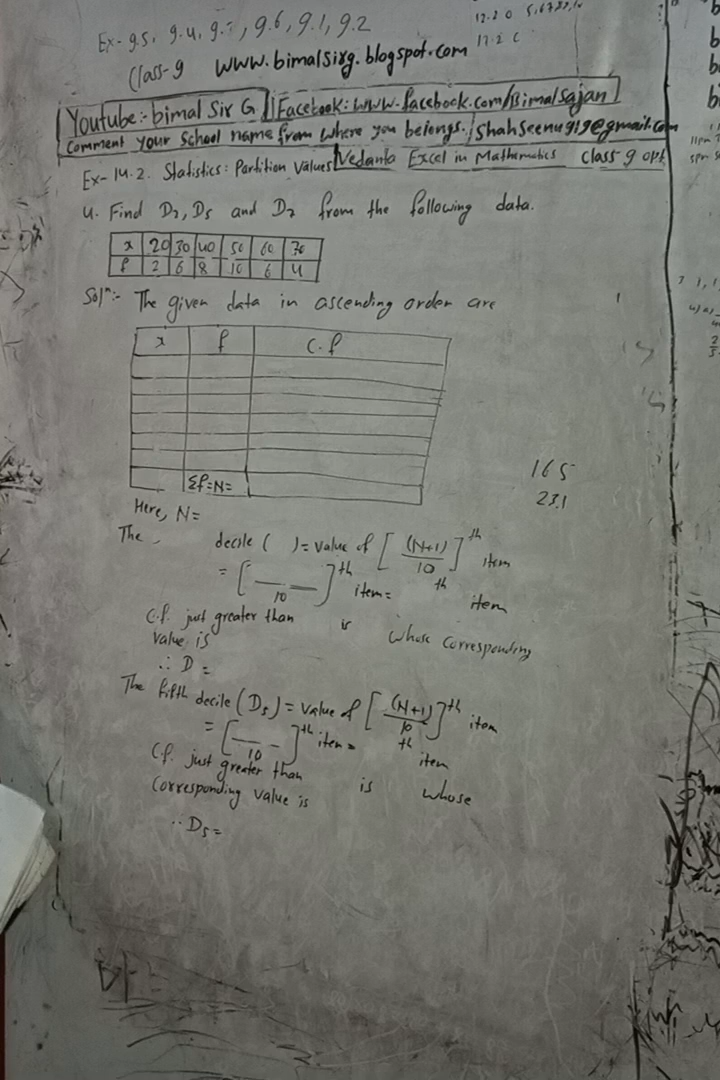 Ex- 9.5, 9.4, 9.7, 9.6, 9.1, 9.2
Class-9 www.bimalsirg.blogspot.com
Youtube:- bimal Sir G Facebook: www.facebook.com/Bimalsajan
Comment your School name from where you belongs. shahseenu919@gmail.com
Ex- 14.2. Statistics: Partition Values Vedanta Excel in Mathematics class 9 opt
4. Find D₂, D₅ and D₇ from the following data.
x 20 30 40 50 60 70
f 2 6 8 10 6 4
Solⁿ:- The given data in ascending order are
x f C.f
Σf=N=
Here, N=
The decile ( ) = value of [ (N+1) / 10 ]th item
= [ / 10 ]th item = th item
C.f. just greater than is whose corresponding
value is
∴ D =
The fifth decile (D₅) = value of [ (N+1) / 10 ]th item
= [ / 10 ]th item = th item
C.f. just greater than is whose
corresponding value is
∴ D₅ =
165
231